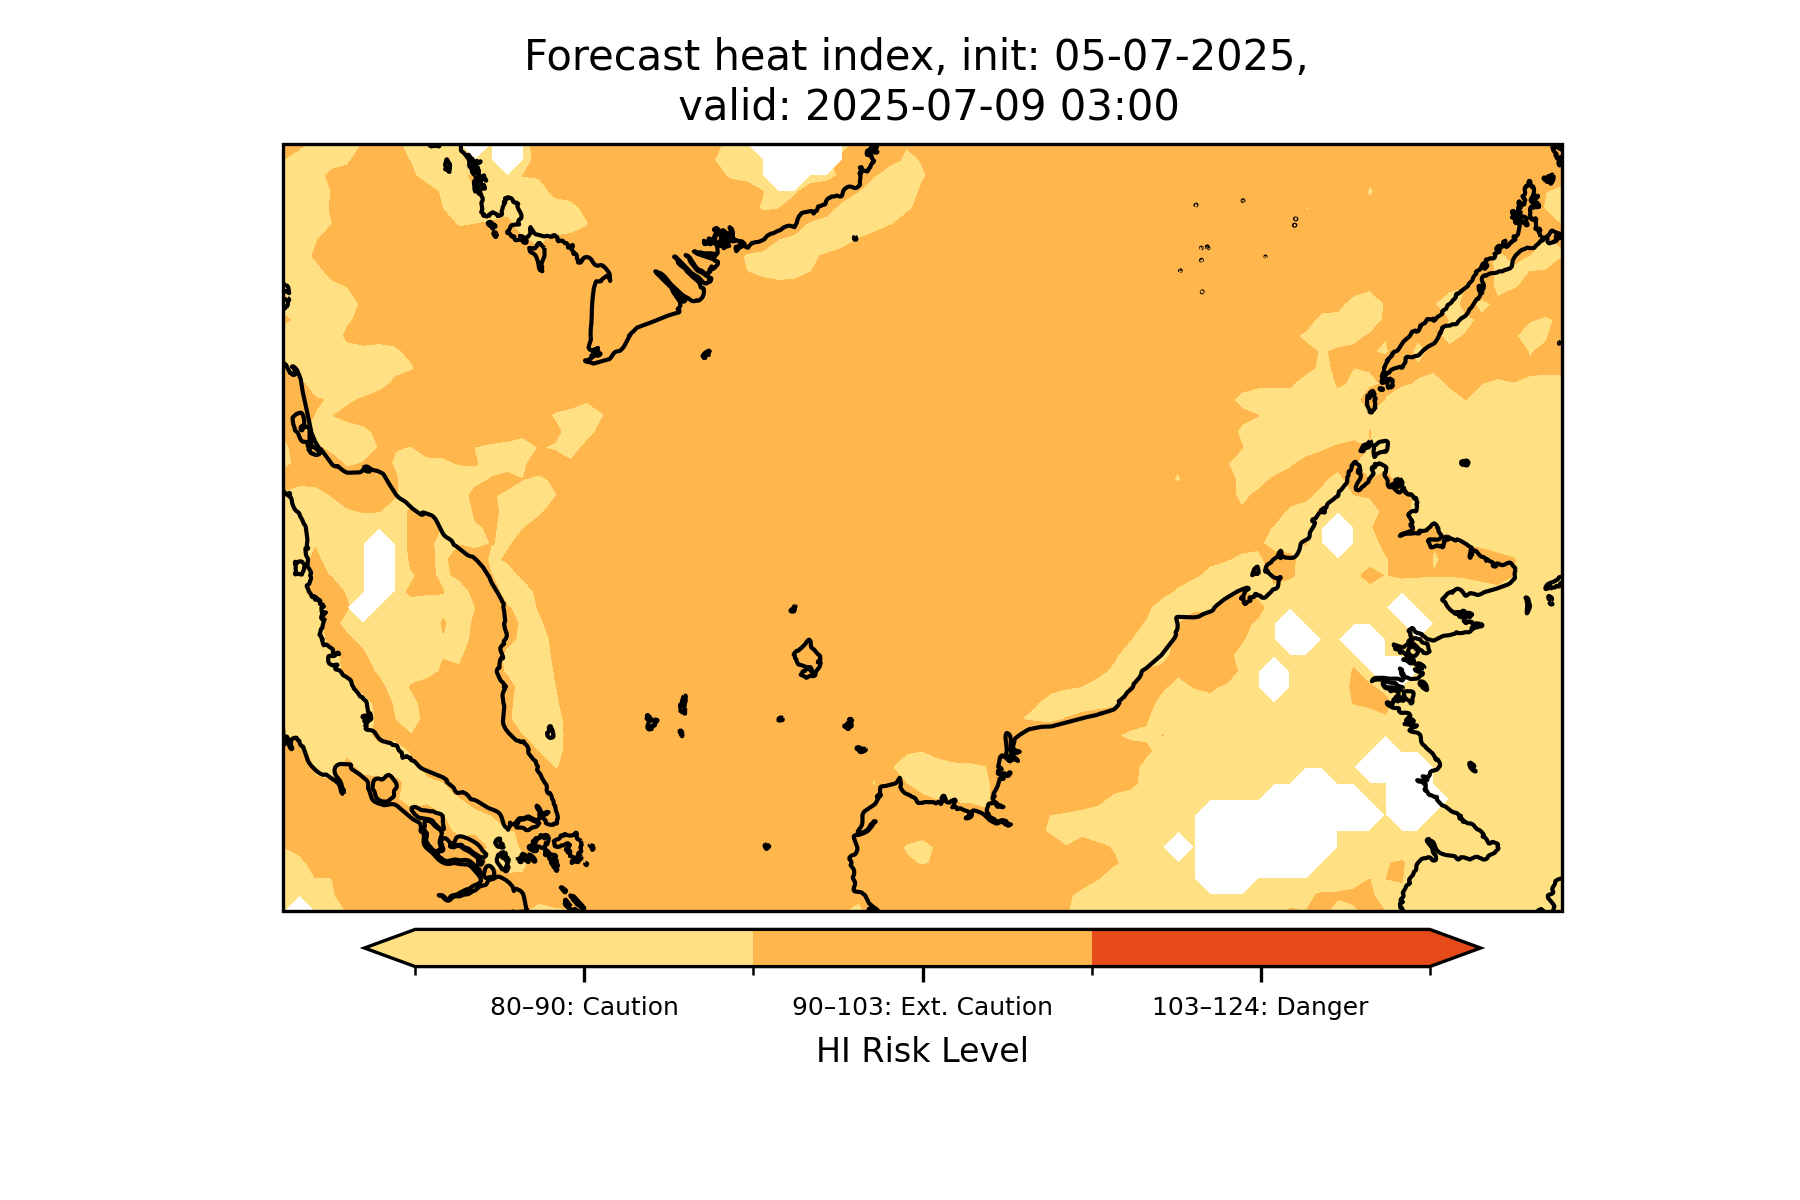 Forecast heat index, init: 05-07-2025,
valid: 2025-07-09 03:00
80–90: Caution
90–103: Ext. Caution
103–124: Danger
HI Risk Level